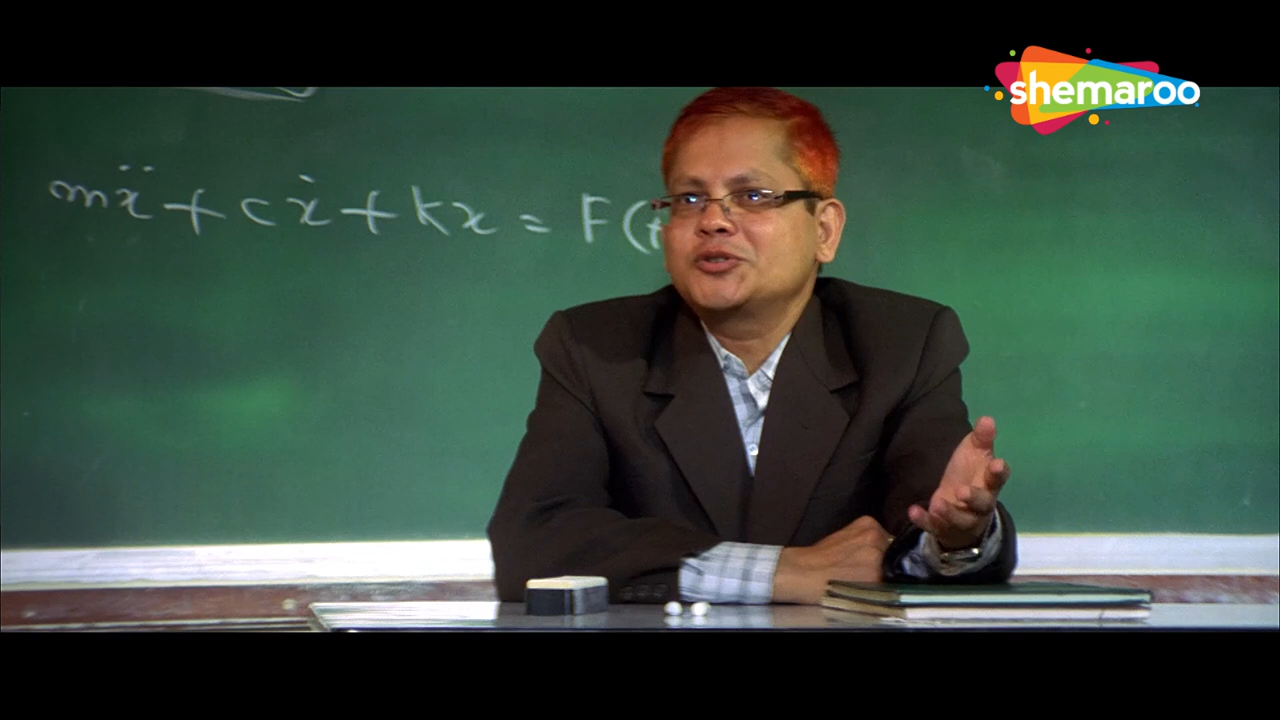 shemaroo
mẍ + cẋ + kx = F(t